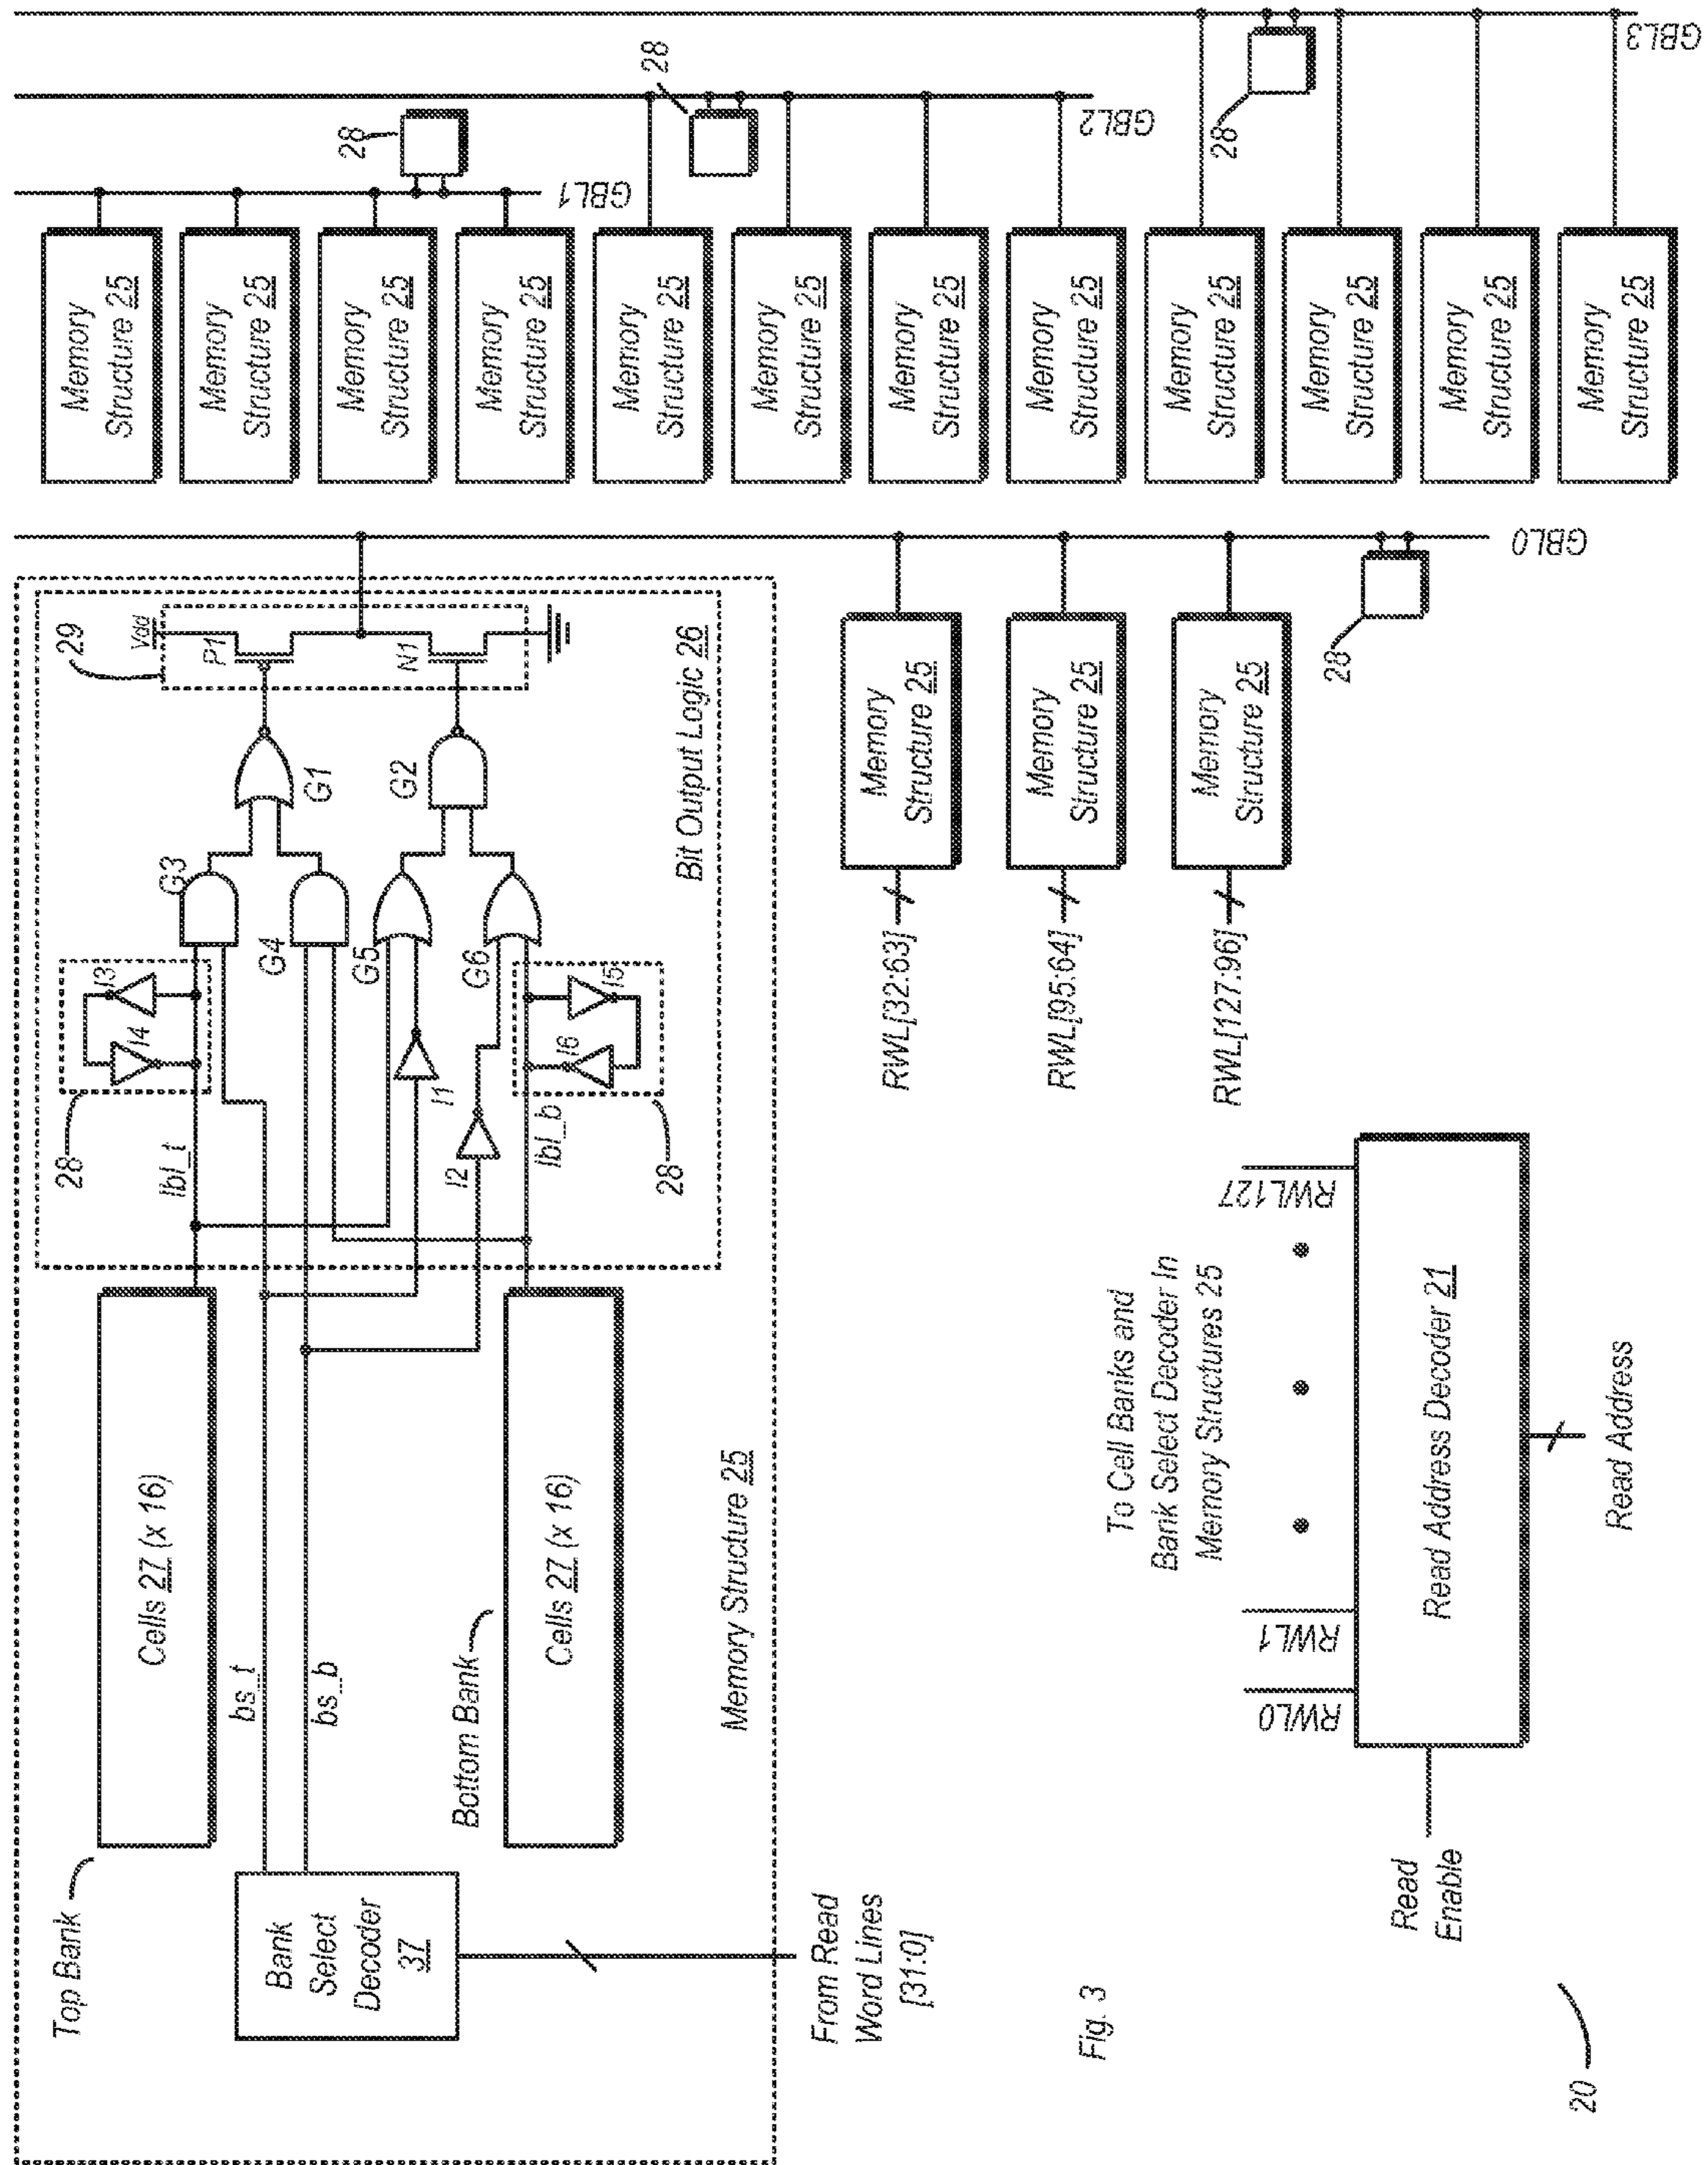 Top Bank
Cells 27 (x 16)
Bank
Select
Decoder
37
bs_t
bs_b
Bottom Bank
Cells 27 (x 16)
Memory Structure 25
From Read
Word Lines
[31:0]
28
lbl_t
I4
I3
I1
I2
lbl_b
I6
I5
28
G3
G4
G5
G6
G1
G2
29
Vdd
P1
N1
Bit Output Logic 26
GBL0
28
RWL[32:63]
Memory
Structure 25
RWL[95:64]
Memory
Structure 25
RWL[127:96]
Memory
Structure 25
Memory
Structure 25
Memory
Structure 25
Memory
Structure 25
Memory
Structure 25
Memory
Structure 25
Memory
Structure 25
Memory
Structure 25
Memory
Structure 25
Memory
Structure 25
Memory
Structure 25
Memory
Structure 25
Memory
Structure 25
28
GBL1
28
GBL2
28
GBL3
To Cell Banks and
Bank Select Decoder In
Memory Structures 25
RWL0
RWL1
RWL127
Read Address Decoder 21
Read
Enable
Read Address
Fig. 3
20